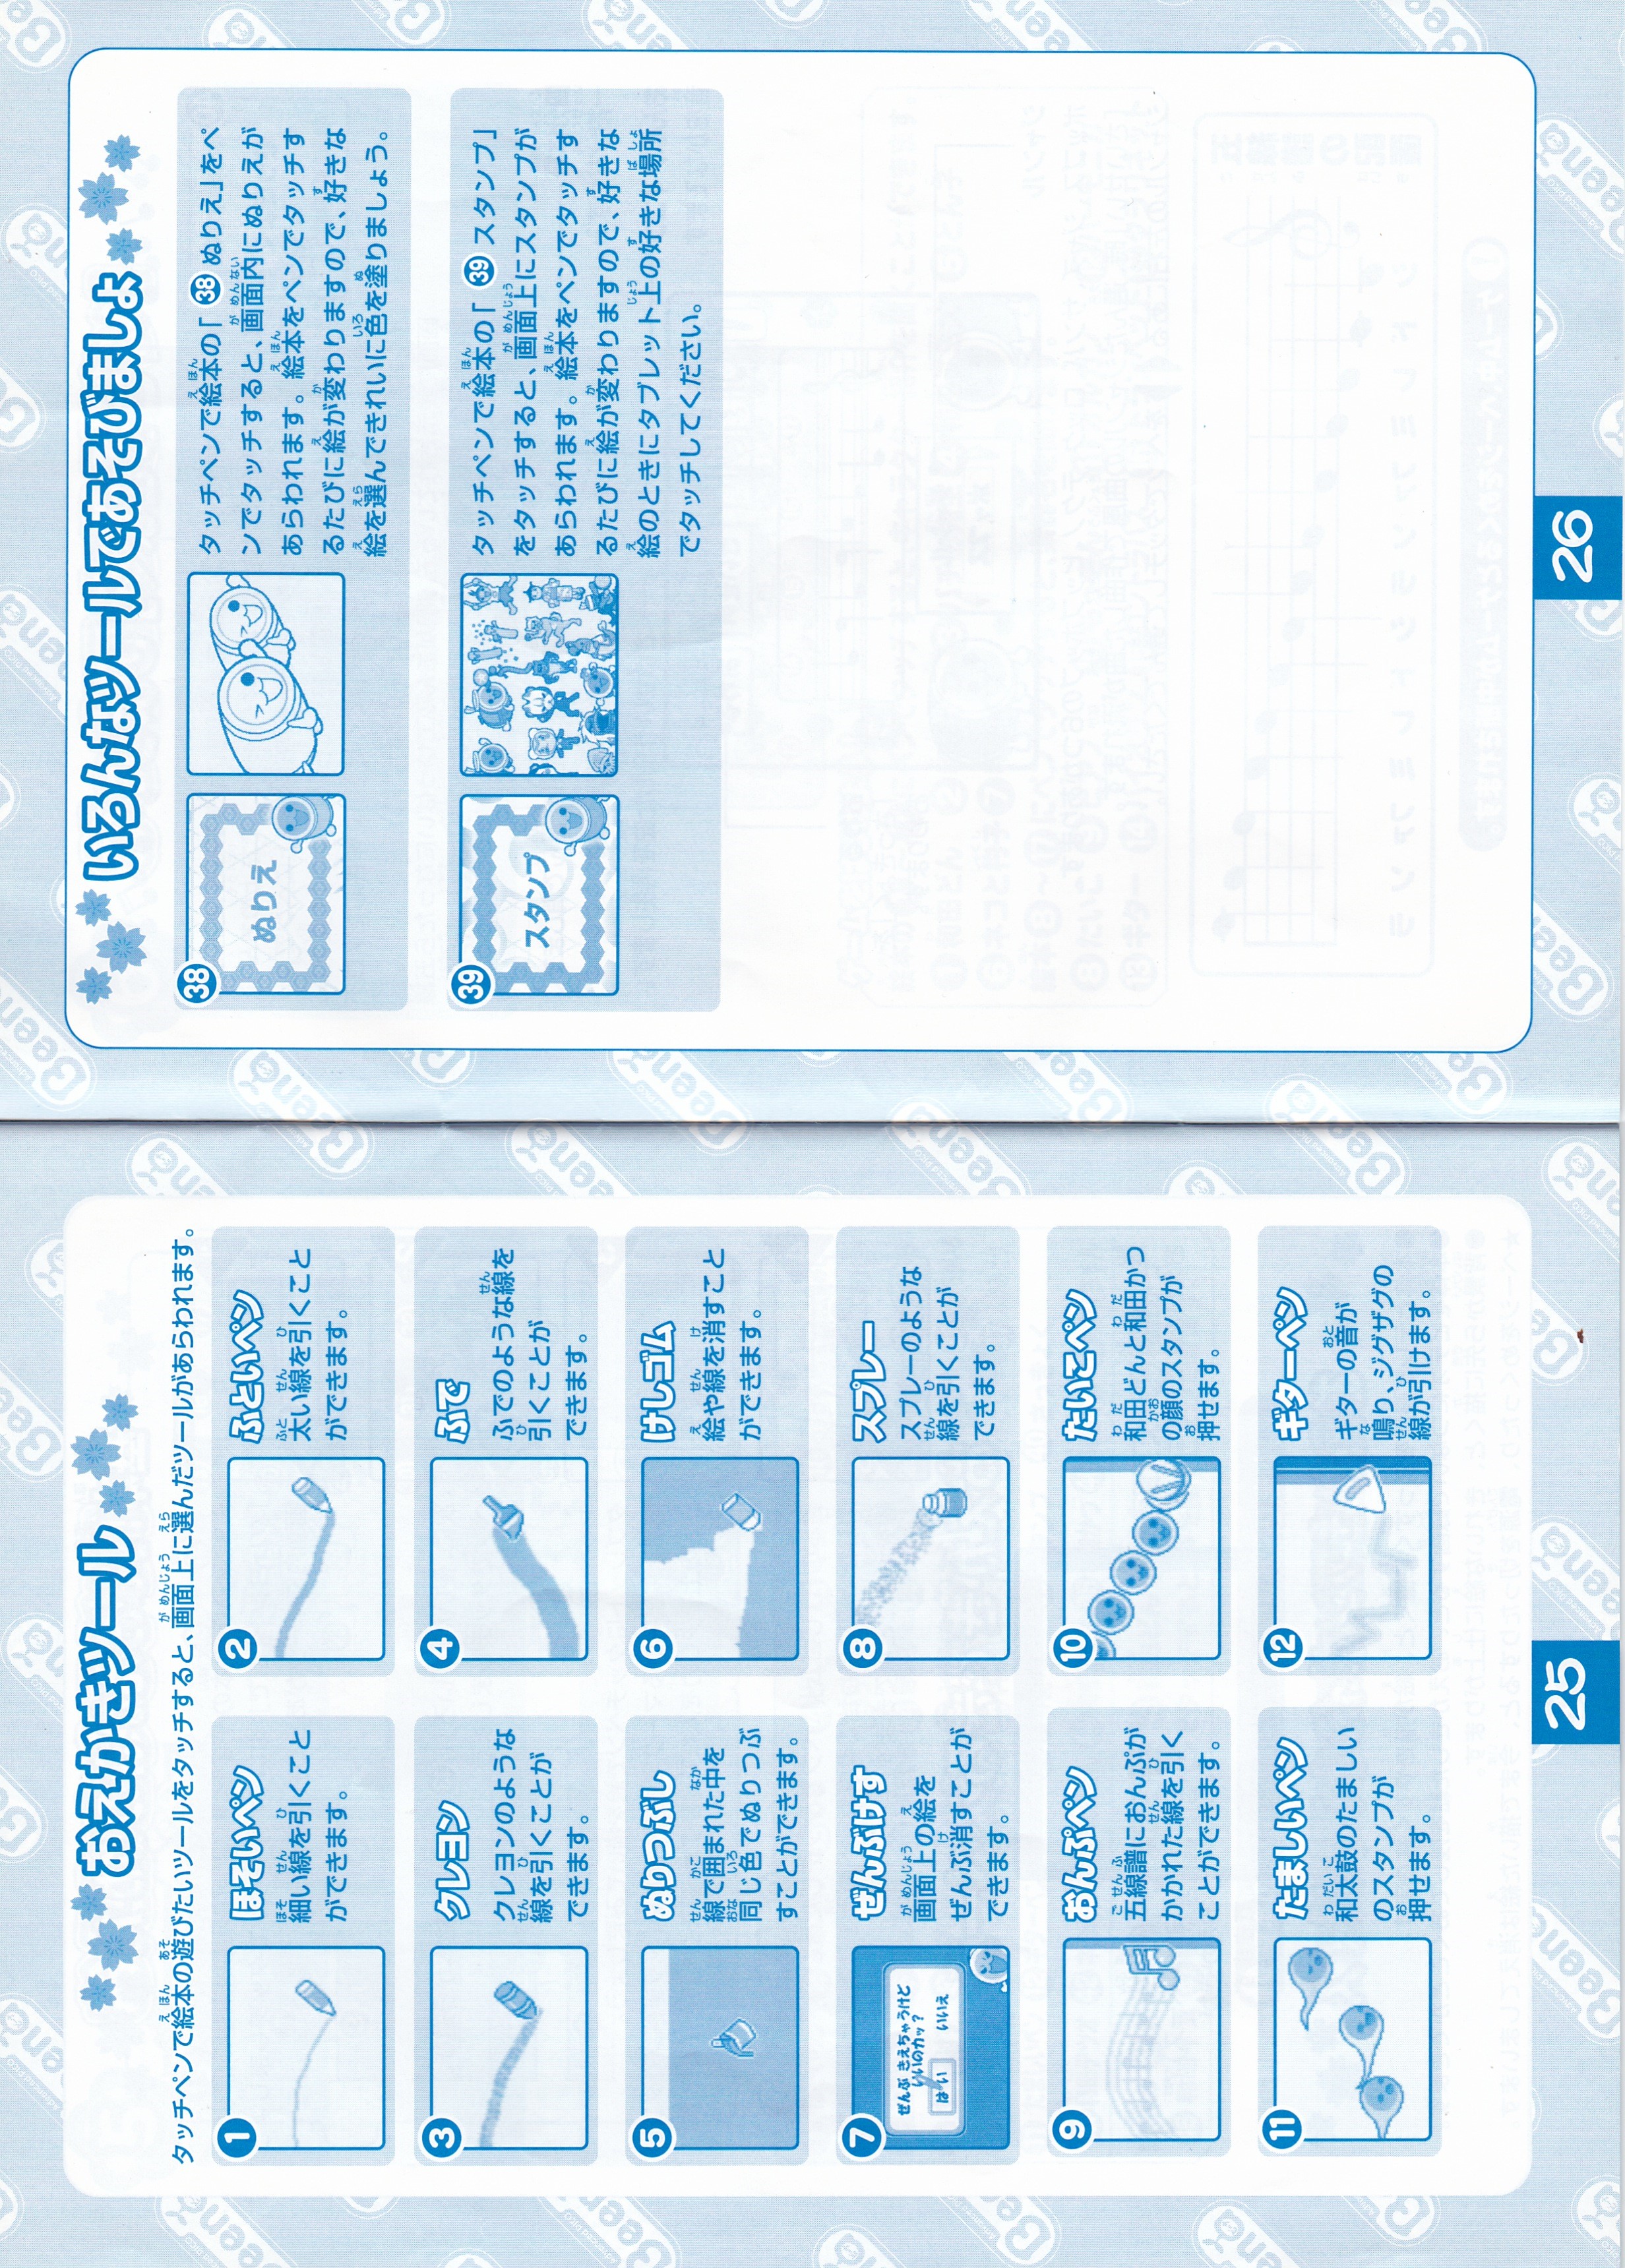 おえかきツール
タッチペンで絵本の遊びたいツールをタッチすると、画面上に選んだツールがあらわれます。
1
ほそいペン
細い線を引くこと
ができます。
2
ふといペン
太い線を引くこと
ができます。
3
クレヨン
クレヨンのような
線を引くことが
できます。
4
ふで
ふでのような線を
引くことが
できます。
5
ぬりつぶし
線で囲まれた中を
同じ色でぬりつぶ
すことができます。
6
けしゴム
絵や線を消すこと
ができます。
7
ぜんぶ きえちゃうけど
いいのカッ?
はい いいえ
ぜんぶけす
画面上の絵を
ぜんぶ消すことが
できます。
8
スプレー
スプレーのような
線を引くことが
できます。
9
おんぷペン
五線譜におんぷが
かかれた線を引く
ことができます。
10
たいこペン
和田どんと和田かつ
の顔のスタンプが
押せます。
11
たましいペン
和太鼓のたましい
のスタンプが
押せます。
12
ギターペン
ギターの音が
鳴り、ジグザグの
線が引けます。
25
いろんなツールであそびましょ
38
ぬりえ
タッチペンで絵本の「38 ぬりえ」をペ
ンでタッチすると、画面内にぬりえが
あらわれます。絵本をペンでタッチす
るたびに絵が変わりますので、好きな
絵を選んできれいに色を塗りましょう。
39
スタンプ
タッチペンで絵本の「39 スタンプ」
をタッチすると、画面上にスタンプが
あらわれます。絵本をペンでタッチす
るたびに絵が変わりますので、好きな
絵のときにタブレット上の好きな場所
でタッチしてください。
26
Advanced PICO
Beena